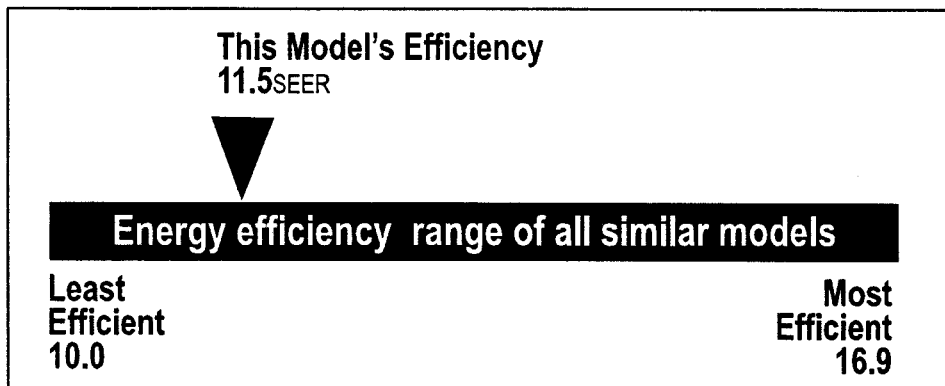 This Model's Efficiency
11.5SEER
Energy efficiency range of all similar models
Least
Efficient
10.0
Most
Efficient
16.9